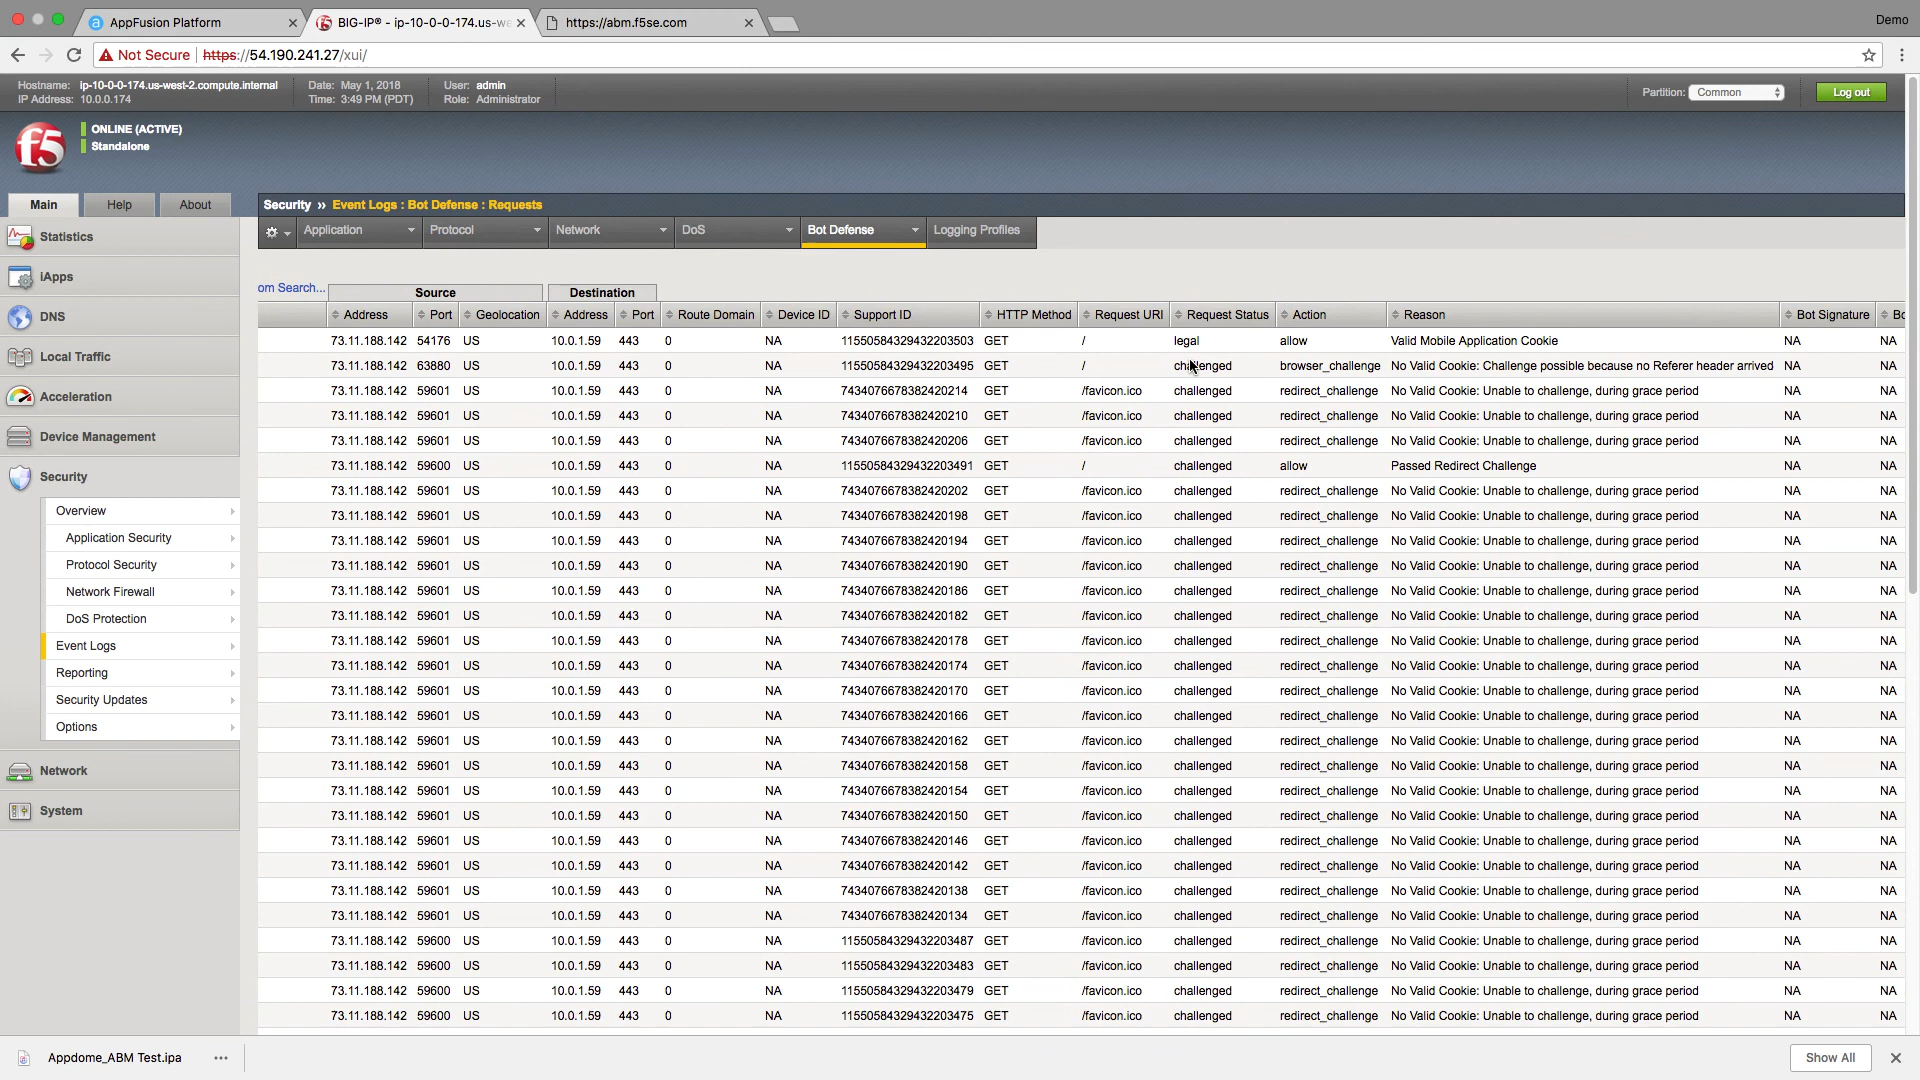 AppFusion Platform
BIG-IP® - ip-10-0-0-174.us-we
https://abm.f5se.com
Demo
Not Secure https://54.190.241.27/xui/
Hostname: ip-10-0-0-174.us-west-2.compute.internal
IP Address: 10.0.0.174
Date: May 1, 2018
Time: 3:49 PM (PDT)
User: admin
Role: Administrator
Partition: Common
Log out
f5
ONLINE (ACTIVE)
Standalone
Main Help About
Security » Event Logs : Bot Defense : Requests
Application Protocol Network DoS Bot Defense Logging Profiles
Statistics
iApps
DNS
Local Traffic
Acceleration
Device Management
Security
Overview
Application Security
Protocol Security
Network Firewall
DoS Protection
Event Logs
Reporting
Security Updates
Options
Network
System
om Search... Source Destination
Address Port Geolocation Address Port Route Domain Device ID Support ID HTTP Method Request URI Request Status Action Reason Bot Signature Bo
73.11.188.142 54176 US 10.0.1.59 443 0 NA 11550584329432203503 GET / legal allow Valid Mobile Application Cookie NA NA
73.11.188.142 63880 US 10.0.1.59 443 0 NA 11550584329432203495 GET / challenged browser_challenge No Valid Cookie: Challenge possible because no Referer header arrived NA NA
73.11.188.142 59601 US 10.0.1.59 443 0 NA 7434076678382420214 GET /favicon.ico challenged redirect_challenge No Valid Cookie: Unable to challenge, during grace period NA NA
73.11.188.142 59601 US 10.0.1.59 443 0 NA 7434076678382420210 GET /favicon.ico challenged redirect_challenge No Valid Cookie: Unable to challenge, during grace period NA NA
73.11.188.142 59601 US 10.0.1.59 443 0 NA 7434076678382420206 GET /favicon.ico challenged redirect_challenge No Valid Cookie: Unable to challenge, during grace period NA NA
73.11.188.142 59600 US 10.0.1.59 443 0 NA 11550584329432203491 GET / challenged allow Passed Redirect Challenge NA NA
73.11.188.142 59601 US 10.0.1.59 443 0 NA 7434076678382420202 GET /favicon.ico challenged redirect_challenge No Valid Cookie: Unable to challenge, during grace period NA NA
73.11.188.142 59601 US 10.0.1.59 443 0 NA 7434076678382420198 GET /favicon.ico challenged redirect_challenge No Valid Cookie: Unable to challenge, during grace period NA NA
73.11.188.142 59601 US 10.0.1.59 443 0 NA 7434076678382420194 GET /favicon.ico challenged redirect_challenge No Valid Cookie: Unable to challenge, during grace period NA NA
73.11.188.142 59601 US 10.0.1.59 443 0 NA 7434076678382420190 GET /favicon.ico challenged redirect_challenge No Valid Cookie: Unable to challenge, during grace period NA NA
73.11.188.142 59601 US 10.0.1.59 443 0 NA 7434076678382420186 GET /favicon.ico challenged redirect_challenge No Valid Cookie: Unable to challenge, during grace period NA NA
73.11.188.142 59601 US 10.0.1.59 443 0 NA 7434076678382420182 GET /favicon.ico challenged redirect_challenge No Valid Cookie: Unable to challenge, during grace period NA NA
73.11.188.142 59601 US 10.0.1.59 443 0 NA 7434076678382420178 GET /favicon.ico challenged redirect_challenge No Valid Cookie: Unable to challenge, during grace period NA NA
73.11.188.142 59601 US 10.0.1.59 443 0 NA 7434076678382420174 GET /favicon.ico challenged redirect_challenge No Valid Cookie: Unable to challenge, during grace period NA NA
73.11.188.142 59601 US 10.0.1.59 443 0 NA 7434076678382420170 GET /favicon.ico challenged redirect_challenge No Valid Cookie: Unable to challenge, during grace period NA NA
73.11.188.142 59601 US 10.0.1.59 443 0 NA 7434076678382420166 GET /favicon.ico challenged redirect_challenge No Valid Cookie: Unable to challenge, during grace period NA NA
73.11.188.142 59601 US 10.0.1.59 443 0 NA 7434076678382420162 GET /favicon.ico challenged redirect_challenge No Valid Cookie: Unable to challenge, during grace period NA NA
73.11.188.142 59601 US 10.0.1.59 443 0 NA 7434076678382420158 GET /favicon.ico challenged redirect_challenge No Valid Cookie: Unable to challenge, during grace period NA NA
73.11.188.142 59601 US 10.0.1.59 443 0 NA 7434076678382420154 GET /favicon.ico challenged redirect_challenge No Valid Cookie: Unable to challenge, during grace period NA NA
73.11.188.142 59601 US 10.0.1.59 443 0 NA 7434076678382420150 GET /favicon.ico challenged redirect_challenge No Valid Cookie: Unable to challenge, during grace period NA NA
73.11.188.142 59601 US 10.0.1.59 443 0 NA 7434076678382420146 GET /favicon.ico challenged redirect_challenge No Valid Cookie: Unable to challenge, during grace period NA NA
73.11.188.142 59601 US 10.0.1.59 443 0 NA 7434076678382420142 GET /favicon.ico challenged redirect_challenge No Valid Cookie: Unable to challenge, during grace period NA NA
73.11.188.142 59601 US 10.0.1.59 443 0 NA 7434076678382420138 GET /favicon.ico challenged redirect_challenge No Valid Cookie: Unable to challenge, during grace period NA NA
73.11.188.142 59601 US 10.0.1.59 443 0 NA 7434076678382420134 GET /favicon.ico challenged redirect_challenge No Valid Cookie: Unable to challenge, during grace period NA NA
73.11.188.142 59600 US 10.0.1.59 443 0 NA 11550584329432203487 GET /favicon.ico challenged redirect_challenge No Valid Cookie: Unable to challenge, during grace period NA NA
73.11.188.142 59600 US 10.0.1.59 443 0 NA 11550584329432203483 GET /favicon.ico challenged redirect_challenge No Valid Cookie: Unable to challenge, during grace period NA NA
73.11.188.142 59600 US 10.0.1.59 443 0 NA 11550584329432203479 GET /favicon.ico challenged redirect_challenge No Valid Cookie: Unable to challenge, during grace period NA NA
73.11.188.142 59600 US 10.0.1.59 443 0 NA 11550584329432203475 GET /favicon.ico challenged redirect_challenge No Valid Cookie: Unable to challenge, during grace period NA NA
Appdome_ABM Test.ipa
Show All